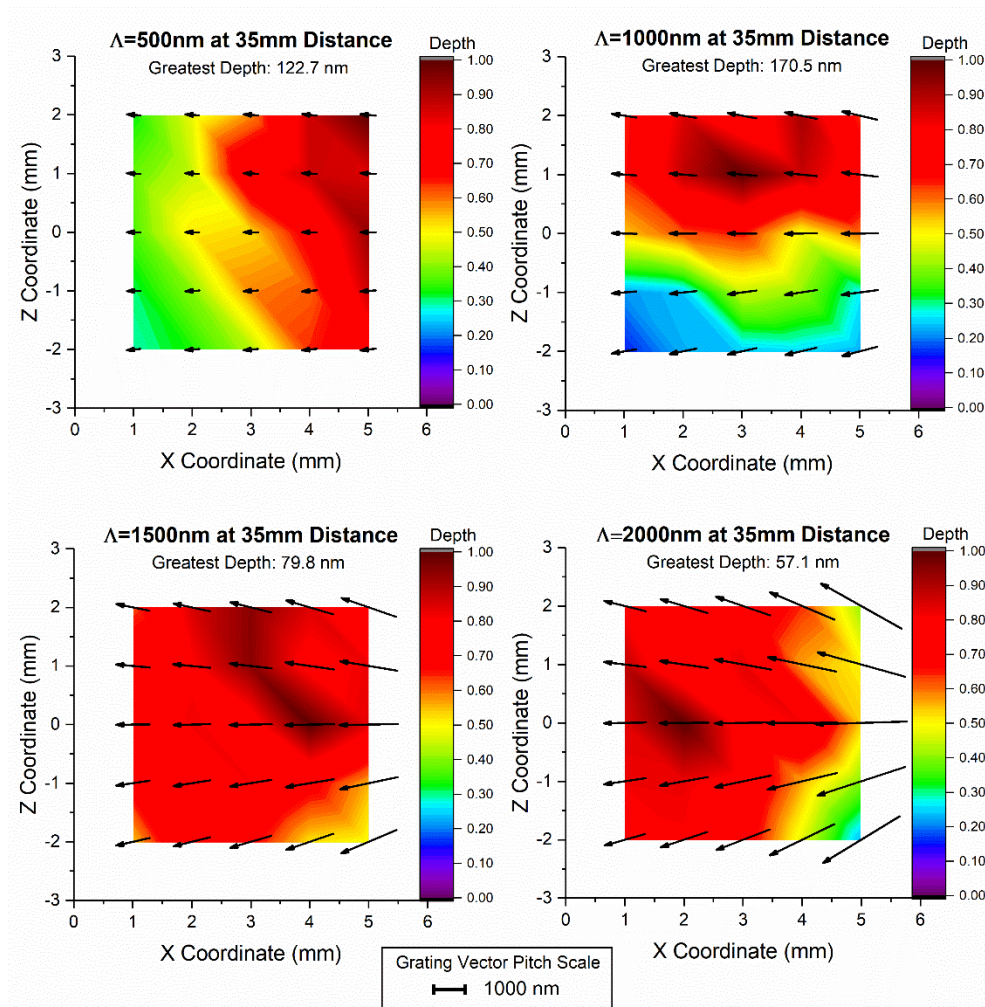 Λ=500nm at 35mm Distance
Greatest Depth: 122.7 nm
Depth
3
2
1
0
-1
-2
-3
Z Coordinate (mm)
0 1 2 3 4 5 6
X Coordinate (mm)
1.00
0.90
0.80
0.70
0.60
0.50
0.40
0.30
0.20
0.10
0.00
Λ=1000nm at 35mm Distance
Greatest Depth: 170.5 nm
Depth
3
2
1
0
-1
-2
-3
Z Coordinate (mm)
0 1 2 3 4 5 6
X Coordinate (mm)
1.00
0.90
0.80
0.70
0.60
0.50
0.40
0.30
0.20
0.10
0.00
Λ=1500nm at 35mm Distance
Greatest Depth: 79.8 nm
Depth
3
2
1
0
-1
-2
-3
Z Coordinate (mm)
0 1 2 3 4 5 6
X Coordinate (mm)
1.00
0.90
0.80
0.70
0.60
0.50
0.40
0.30
0.20
0.10
0.00
Λ=2000nm at 35mm Distance
Greatest Depth: 57.1 nm
Depth
3
2
1
0
-1
-2
-3
Z Coordinate (mm)
0 1 2 3 4 5 6
X Coordinate (mm)
1.00
0.90
0.80
0.70
0.60
0.50
0.40
0.30
0.20
0.10
0.00
Grating Vector Pitch Scale
1000 nm